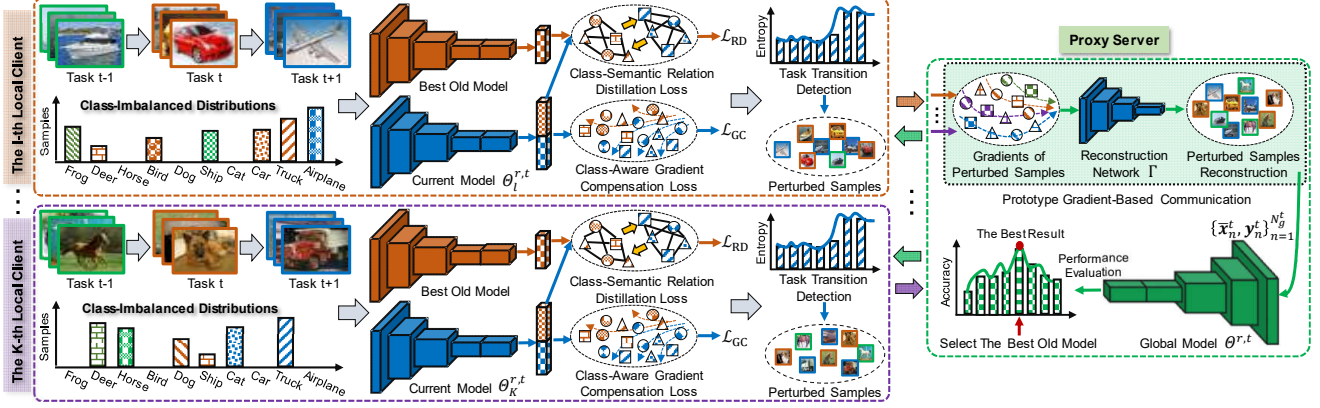 The l-th Local Client
Task t-1
Task t
Task t+1
Class-Imbalanced Distributions
Samples
Frog
Deer
Horse
Bird
Dog
Ship
Cat
Car
Truck
Airplane
Best Old Model
Current Model Θ_l^{r,t}
Class-Semantic Relation
Distillation Loss
ℒ_RD
Class-Aware Gradient
Compensation Loss
ℒ_GC
Entropy
Task Transition
Detection
Perturbed Samples
The K-th Local Client
Task t-1
Task t
Task t+1
Class-Imbalanced Distributions
Samples
Frog
Deer
Horse
Bird
Dog
Ship
Cat
Car
Truck
Airplane
Best Old Model
Current Model Θ_K^{r,t}
Class-Semantic Relation
Distillation Loss
ℒ_RD
Class-Aware Gradient
Compensation Loss
ℒ_GC
Entropy
Task Transition
Detection
Perturbed Samples
Proxy Server
Gradients of
Perturbed Samples
Reconstruction
Network Γ
Perturbed Samples
Reconstruction
Prototype Gradient-Based Communication
{x̄_n^t, y_n^t}_{n=1}^{N_g^t}
The Best Result
Performance
Evaluation
Accuracy
Select The Best Old Model
Global Model Θ^{r,t}